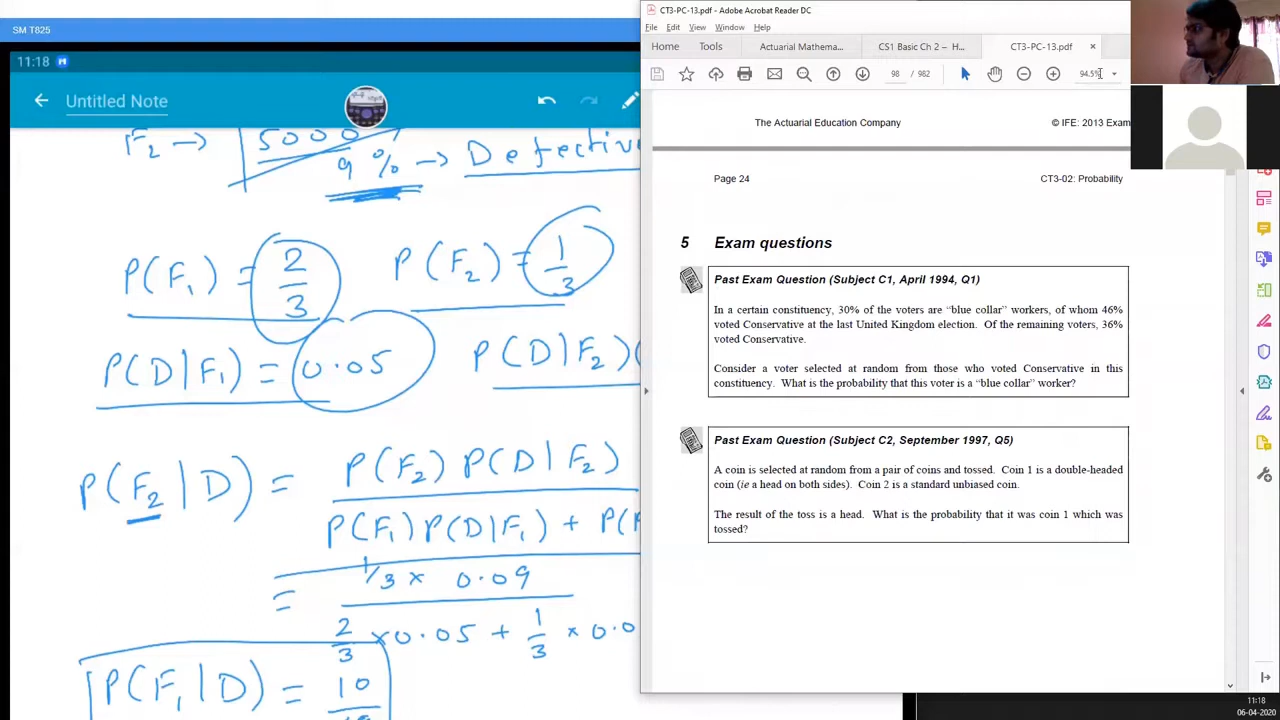 SM T825
11:18
Untitled Note
F2 → 5000
9 % → Defective
P(F1) = 2/3 P(F2) = 1/3
P(D|F1) = 0.05 P(D|F2)
P(F2|D) = P(F2) P(D|F2)
P(F1) P(D|F1) + P(F
= 1/3 × 0.09
2/3 × 0.05 + 1/3 × 0.0
P(F1|D) = 10
CT3-PC-13.pdf - Adobe Acrobat Reader DC
File Edit View Window Help
Home Tools Actuarial Mathema... CS1 Basic Ch 2 – H... CT3-PC-13.pdf ×
98 / 982 94.5%
The Actuarial Education Company © IFE: 2013 Exam
Page 24 CT3-02: Probability
5 Exam questions
Past Exam Question (Subject C1, April 1994, Q1)
In a certain constituency, 30% of the voters are “blue collar” workers, of whom 46%
voted Conservative at the last United Kingdom election. Of the remaining voters, 36%
voted Conservative.
Consider a voter selected at random from those who voted Conservative in this
constituency. What is the probability that this voter is a “blue collar” worker?
Past Exam Question (Subject C2, September 1997, Q5)
A coin is selected at random from a pair of coins and tossed. Coin 1 is a double-headed
coin (ie a head on both sides). Coin 2 is a standard unbiased coin.
The result of the toss is a head. What is the probability that it was coin 1 which was
tossed?
11:18
06-04-2020